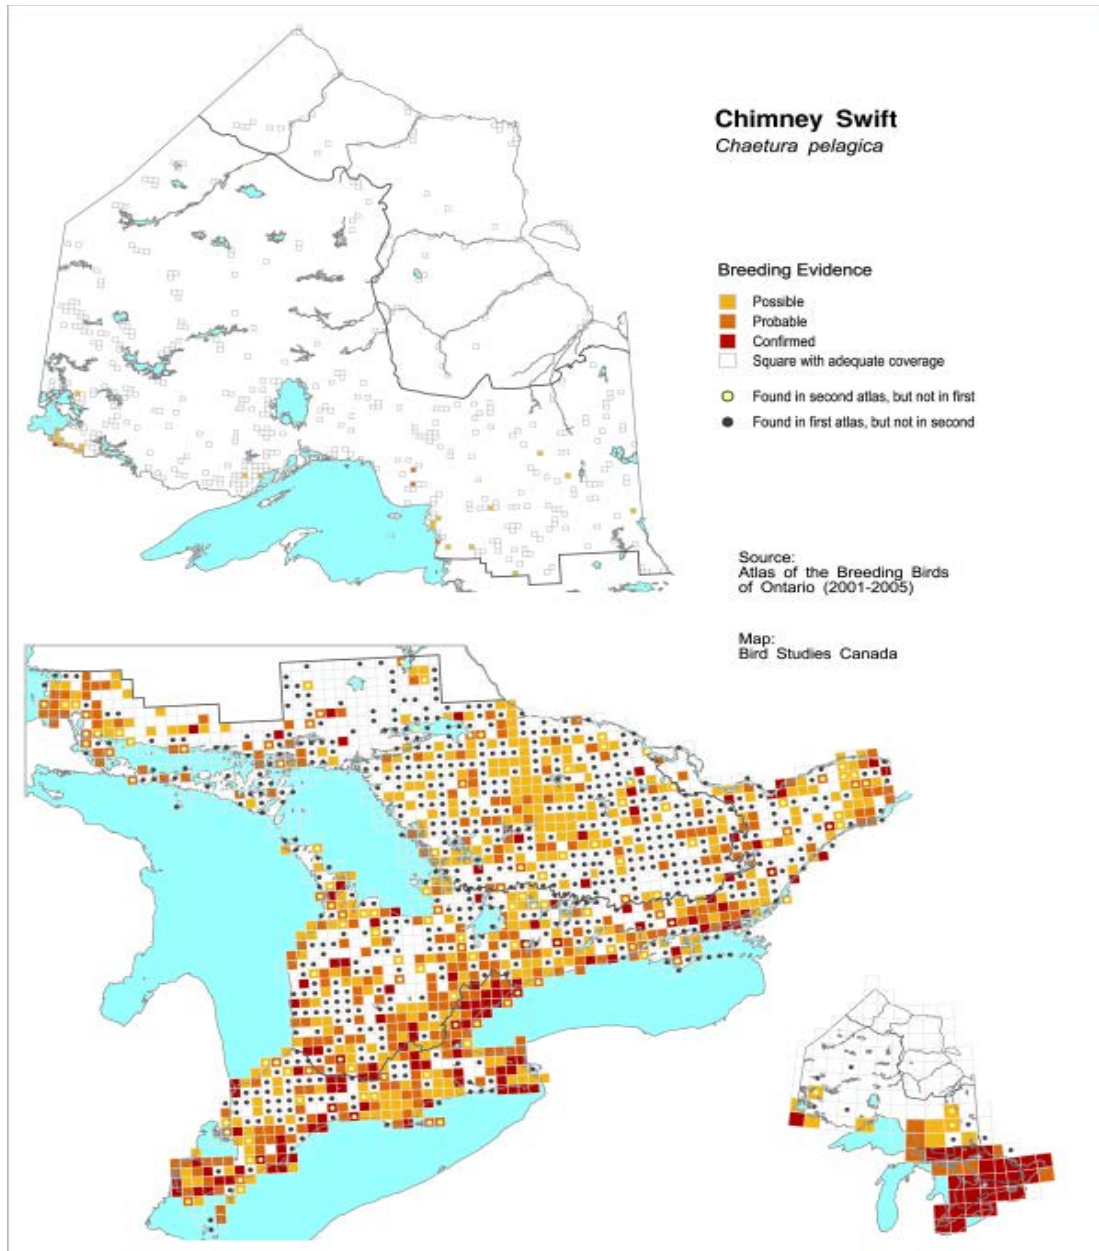 Chimney Swift
Chaetura pelagica
Breeding Evidence
Possible
Probable
Confirmed
Square with adequate coverage
Found in second atlas, but not in first
Found in first atlas, but not in second
Source:
Atlas of the Breeding Birds
of Ontario (2001-2005)
Map:
Bird Studies Canada